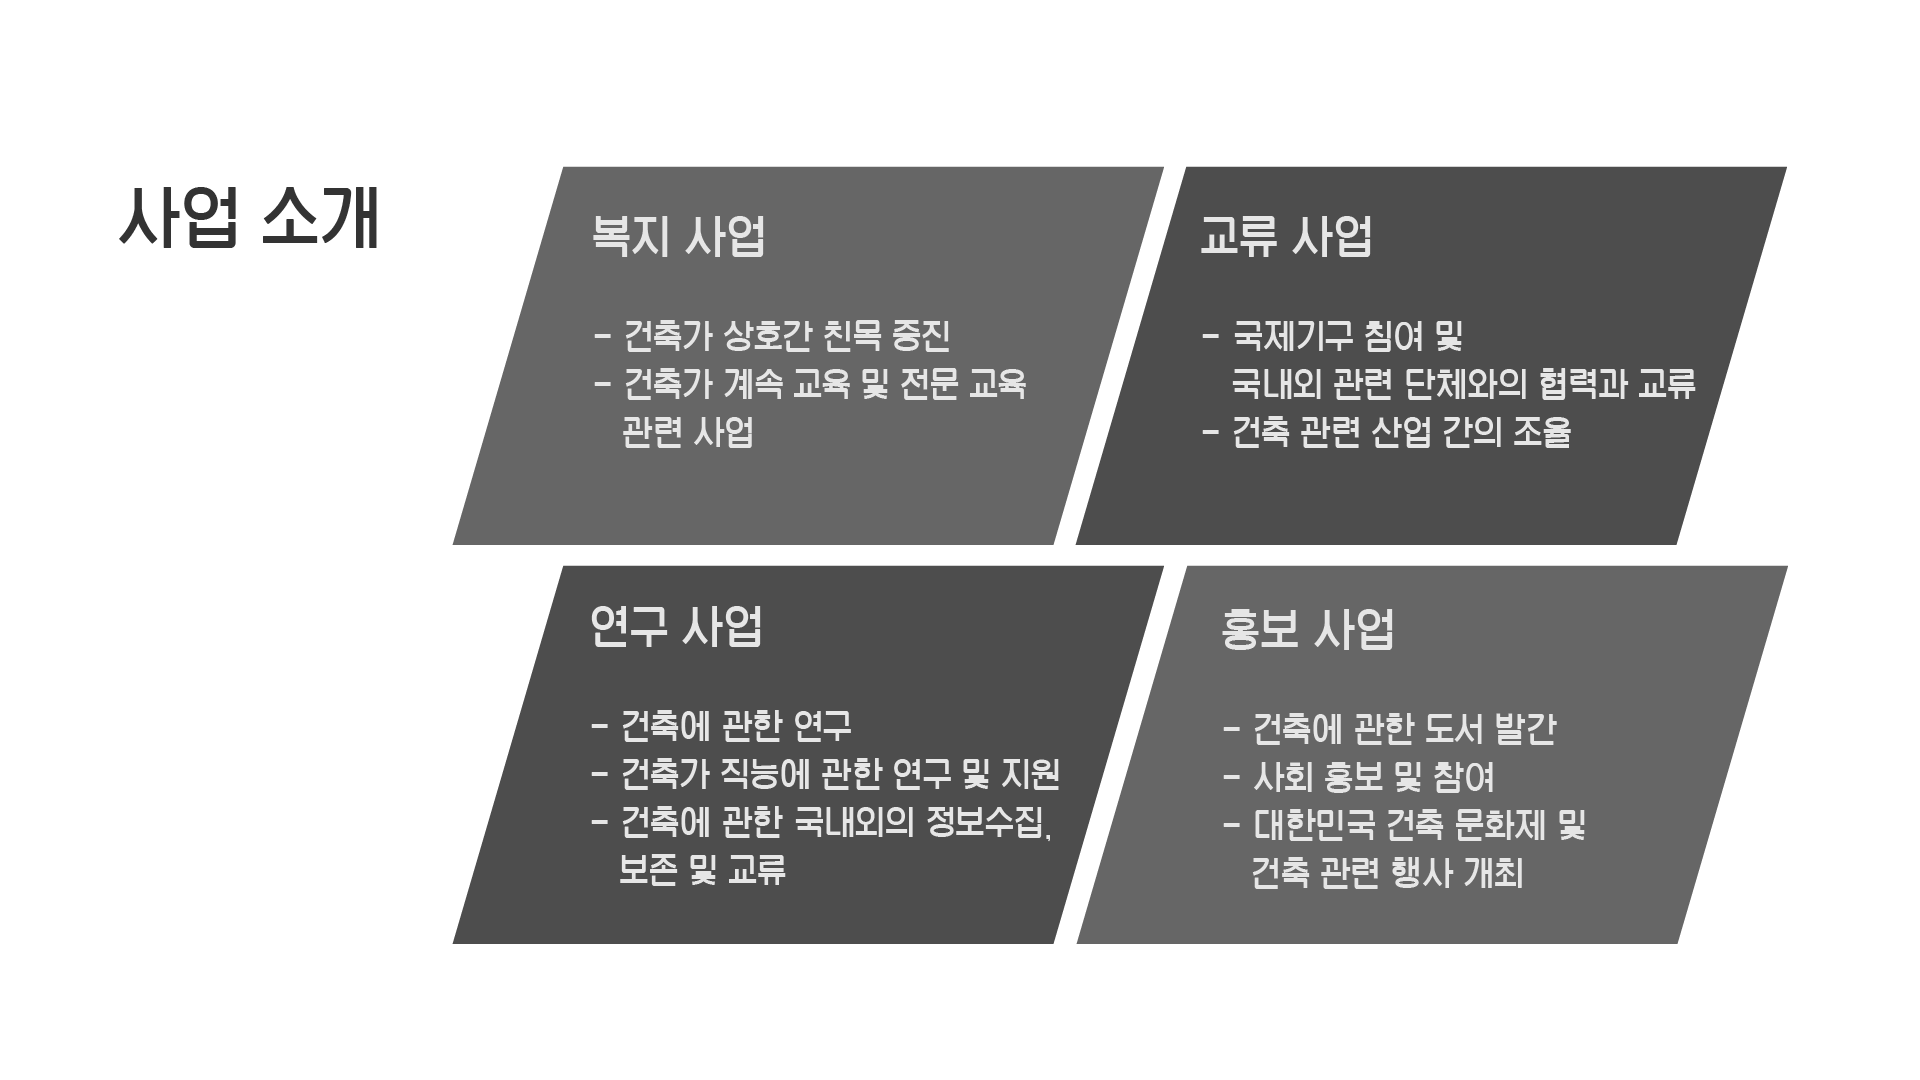 사업 소개
복지 사업
- 건축가 상호간 친목 증진
- 건축가 계속 교육 및 전문 교육
관련 사업
교류 사업
- 국제기구 침여 및
국내외 관련 단체와의 협력과 교류
- 건축 관련 산업 간의 조율
연구 사업
- 건축에 관한 연구
- 건축가 직능에 관한 연구 및 지원
- 건축에 관한 국내외의 정보수집,
보존 및 교류
홍보 사업
- 건축에 관한 도서 발간
- 사회 홍보 및 참여
- 대한민국 건축 문화제 및
건축 관련 행사 개최